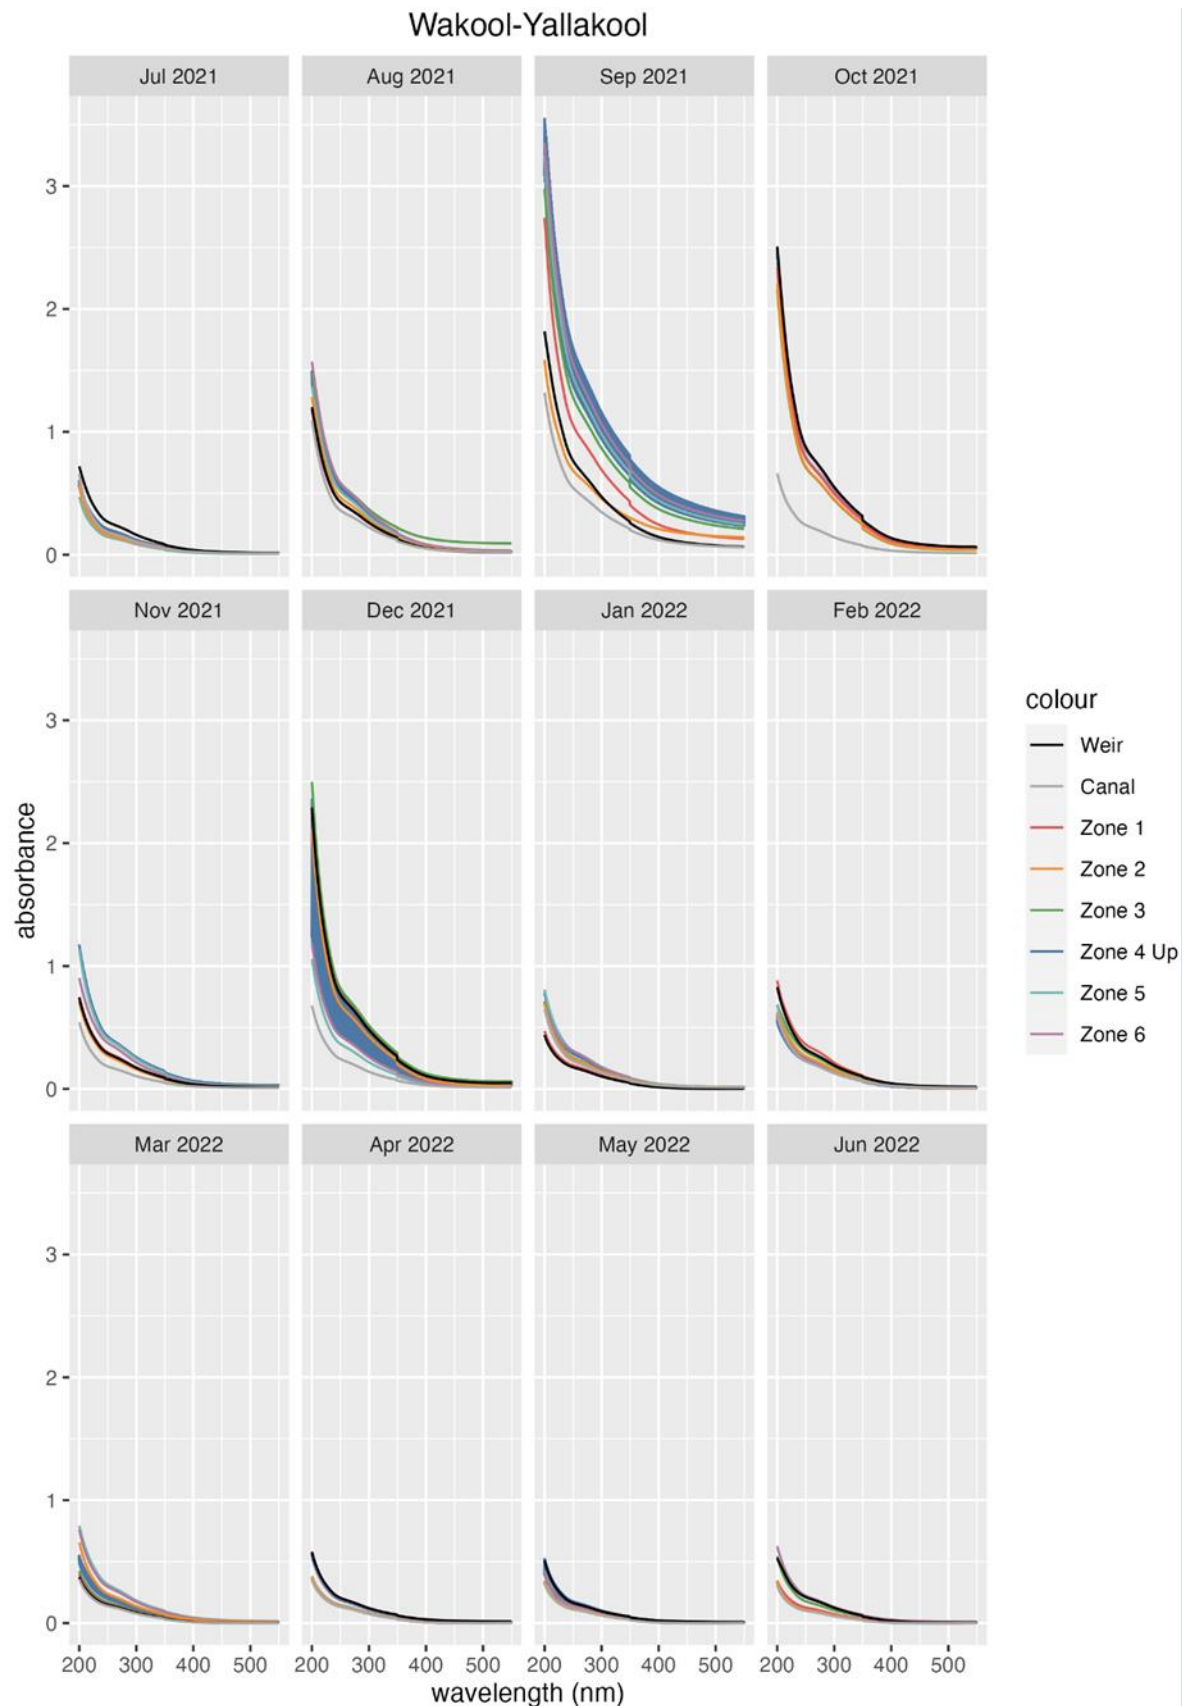 Wakool-Yallakool
Jul 2021 Aug 2021 Sep 2021 Oct 2021
3
2
1
0
Nov 2021 Dec 2021 Jan 2022 Feb 2022
3
2
1
0
Mar 2022 Apr 2022 May 2022 Jun 2022
3
2
1
0
200 300 400 500 200 300 400 500 200 300 400 500 200 300 400 500
wavelength (nm)
absorbance
colour
Weir
Canal
Zone 1
Zone 2
Zone 3
Zone 4 Up
Zone 5
Zone 6